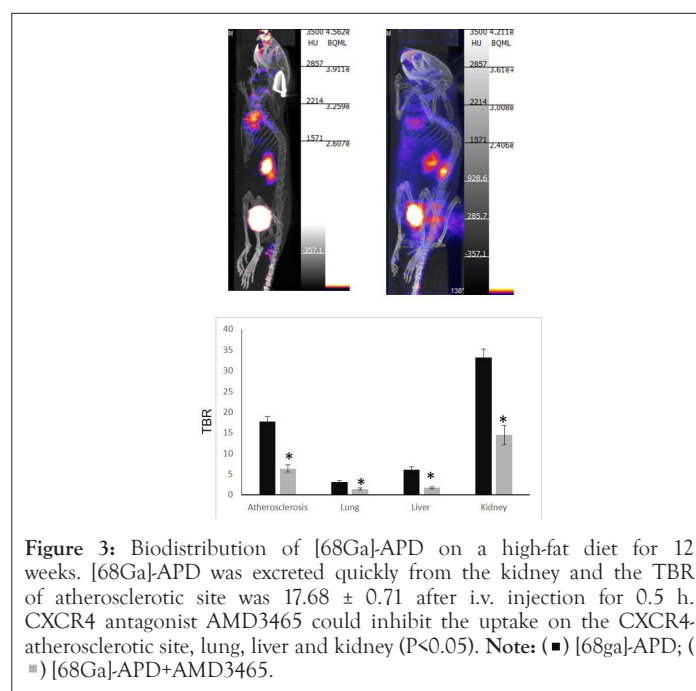 M
3500 4.562e
HU BQML
2857
3.911e
2214
3.259e
1571
2.607e
-357.1
M
3500 4.211e
HU BQML
2857
3.61e+4
2214
3.008e
1571
2.406e
928.6
285.7
-357.1
138°
40
35
30
25
20
15
10
5
0
TBR
* * * *
Atherosclerosis Lung Liver Kidney
Figure 3: Biodistribution of [68Ga]-APD on a high-fat diet for 12
weeks. [68Ga]-APD was excreted quickly from the kidney and the TBR
of atherosclerotic site was 17.68 ± 0.71 after i.v. injection for 0.5 h.
CXCR4 antagonist AMD3465 could inhibit the uptake on the CXCR4-
atherosclerotic site, lung, liver and kidney (P<0.05). Note: (■) [68ga]-APD; (
■) [68Ga]-APD+AMD3465.